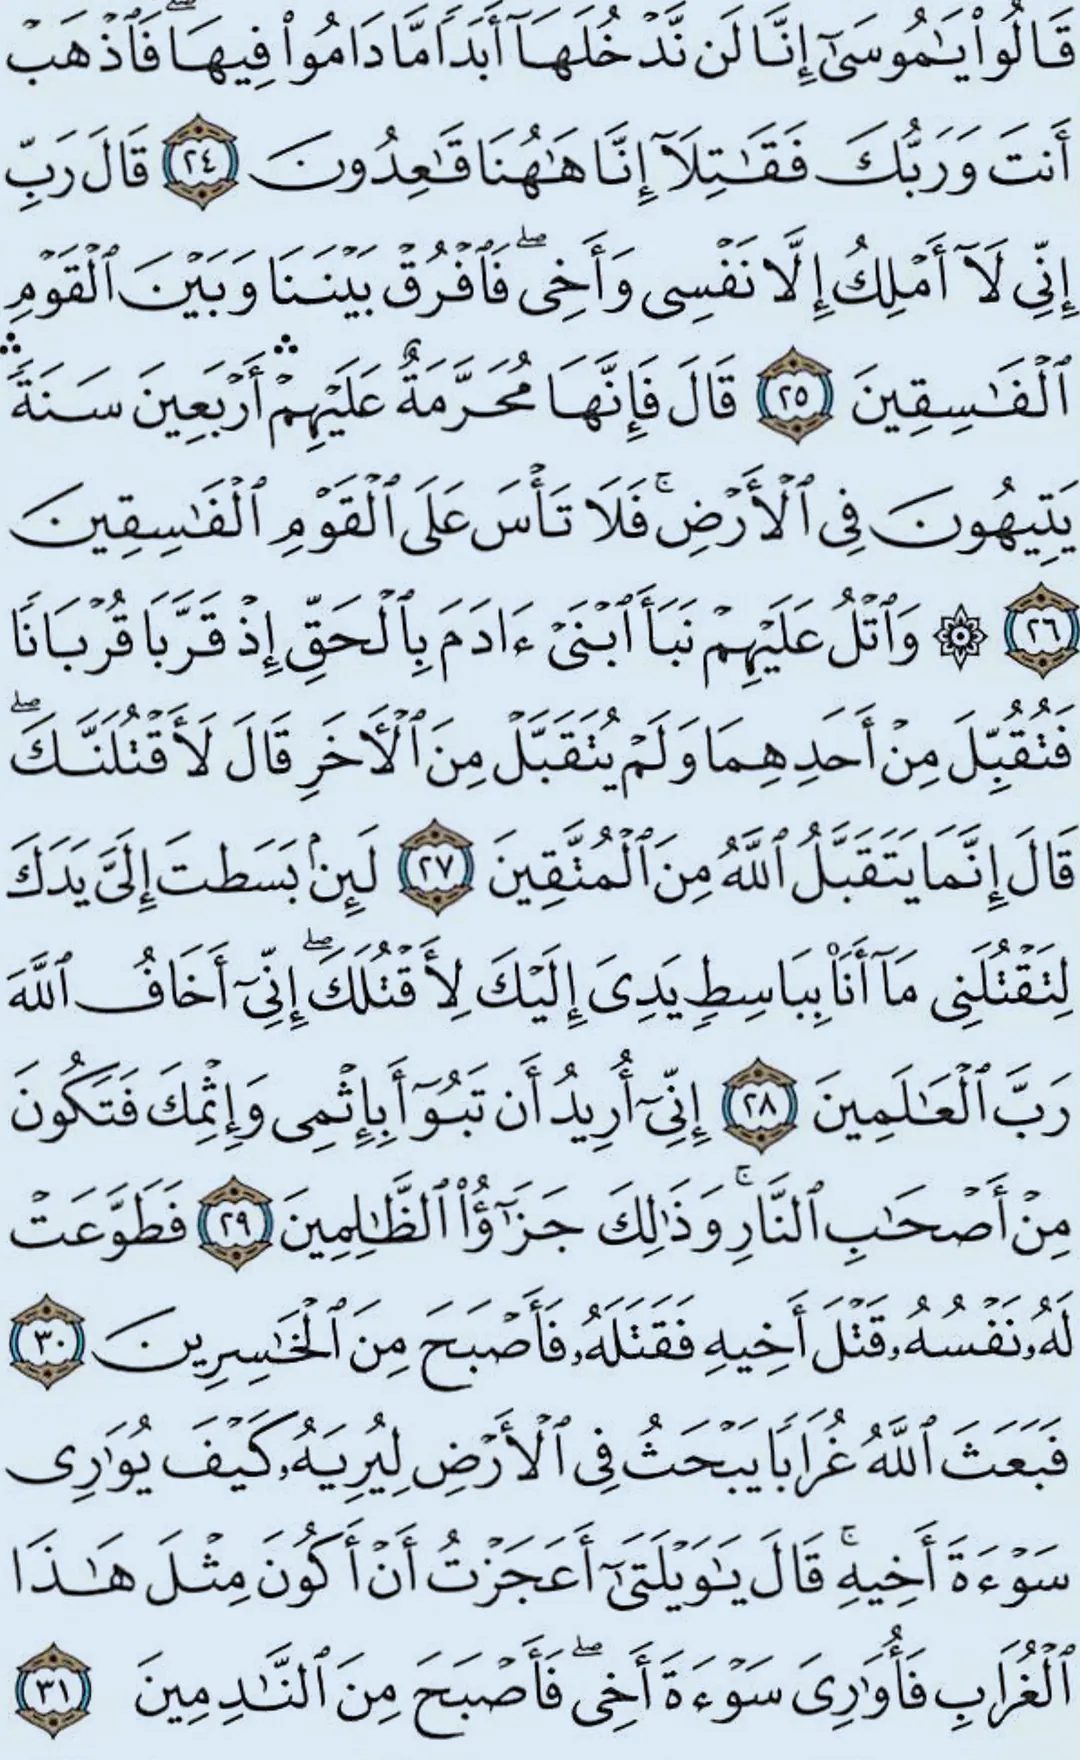 قَالُوا۟ يَـٰمُوسَىٰٓ إِنَّا لَن نَّدْخُلَهَآ أَبَدًا مَّا دَامُوا۟ فِيهَا ۖ فَٱذْهَبْ
أَنتَ وَرَبُّكَ فَقَـٰتِلَآ إِنَّا هَـٰهُنَا قَـٰعِدُونَ ٢٤ قَالَ رَبِّ
إِنِّى لَآ أَمْلِكُ إِلَّا نَفْسِى وَأَخِى ۖ فَٱفْرُقْ بَيْنَنَا وَبَيْنَ ٱلْقَوْمِ
ٱلْفَـٰسِقِينَ ٢٥ قَالَ فَإِنَّهَا مُحَرَّمَةٌ عَلَيْهِمْ ۛ أَرْبَعِينَ سَنَةً ۛ
يَتِيهُونَ فِى ٱلْأَرْضِ ۚ فَلَا تَأْسَ عَلَى ٱلْقَوْمِ ٱلْفَـٰسِقِينَ
٢٦ ۞ وَٱتْلُ عَلَيْهِمْ نَبَأَ ٱبْنَىْ ءَادَمَ بِٱلْحَقِّ إِذْ قَرَّبَا قُرْبَانًا
فَتُقُبِّلَ مِنْ أَحَدِهِمَا وَلَمْ يُتَقَبَّلْ مِنَ ٱلْـَٔاخَرِ قَالَ لَأَقْتُلَنَّكَ ۖ
قَالَ إِنَّمَا يَتَقَبَّلُ ٱللَّهُ مِنَ ٱلْمُتَّقِينَ ٢٧ لَئِنۢ بَسَطتَ إِلَىَّ يَدَكَ
لِتَقْتُلَنِى مَآ أَنَا۠ بِبَاسِطٍ يَدِىَ إِلَيْكَ لِأَقْتُلَكَ ۖ إِنِّىٓ أَخَافُ ٱللَّهَ
رَبَّ ٱلْعَـٰلَمِينَ ٢٨ إِنِّىٓ أُرِيدُ أَن تَبُوٓأَ بِإِثْمِى وَإِثْمِكَ فَتَكُونَ
مِنْ أَصْحَـٰبِ ٱلنَّارِ ۚ وَذَٰلِكَ جَزَٰٓؤُا۟ ٱلظَّـٰلِمِينَ ٢٩ فَطَوَّعَتْ
لَهُۥ نَفْسُهُۥ قَتْلَ أَخِيهِ فَقَتَلَهُۥ فَأَصْبَحَ مِنَ ٱلْخَـٰسِرِينَ ٣٠
فَبَعَثَ ٱللَّهُ غُرَابًا يَبْحَثُ فِى ٱلْأَرْضِ لِيُرِيَهُۥ كَيْفَ يُوَٰرِى
سَوْءَةَ أَخِيهِ ۚ قَالَ يَـٰوَيْلَتَىٰٓ أَعَجَزْتُ أَنْ أَكُونَ مِثْلَ هَـٰذَا
ٱلْغُرَابِ فَأُوَٰرِىَ سَوْءَةَ أَخِى ۖ فَأَصْبَحَ مِنَ ٱلنَّـٰدِمِينَ ٣١